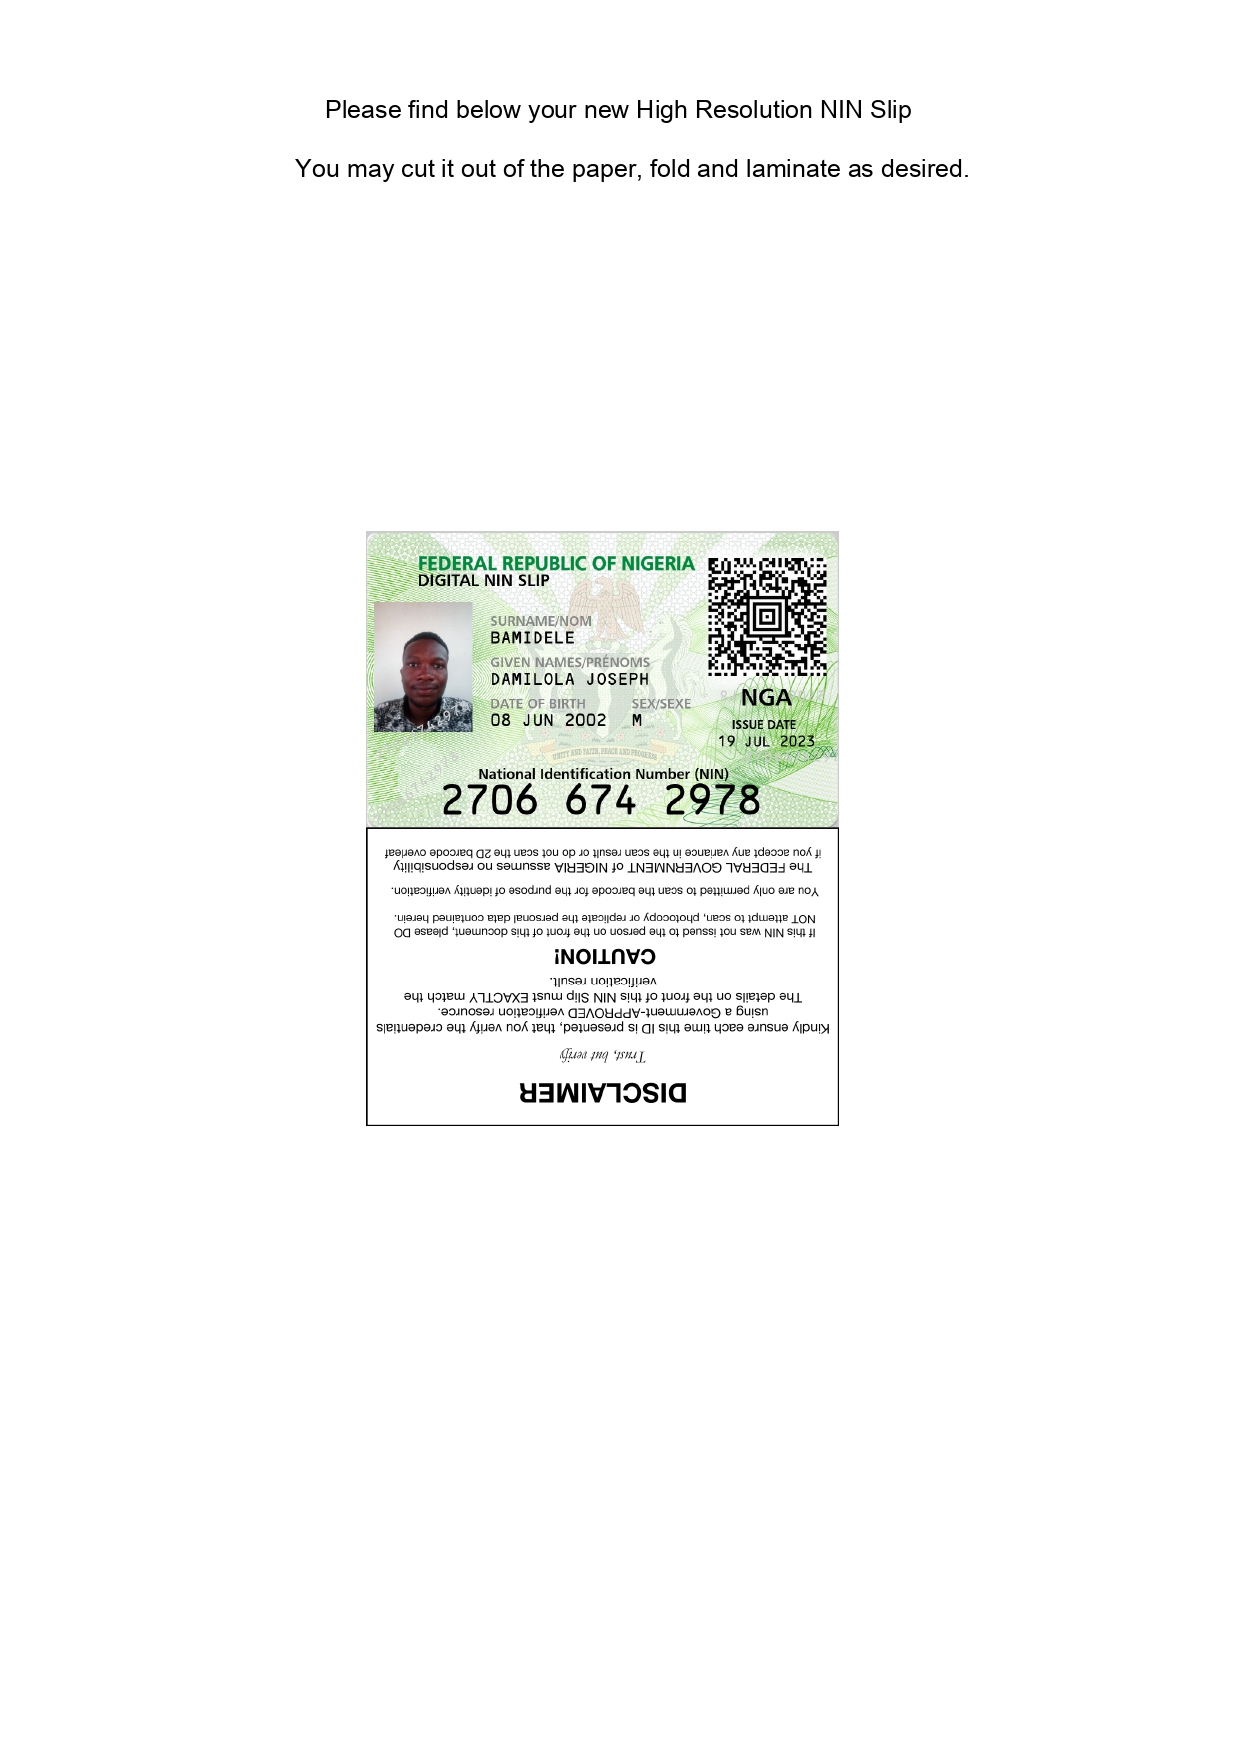 Please find below your new High Resolution NIN Slip
You may cut it out of the paper, fold and laminate as desired.
FEDERAL REPUBLIC OF NIGERIA
DIGITAL NIN SLIP
SURNAME/NOM
BAMIDELE
GIVEN NAMES/PRÉNOMS
DAMILOLA JOSEPH
DATE OF BIRTH SEX/SEXE
08 JUN 2002 M
NGA
ISSUE DATE
19 JUL 2023
UNITY AND FAITH, PEACE AND PROGRESS
National Identification Number (NIN)
2706 674 2978
DISCLAIMER
Trust, but verify
Kindly ensure each time this ID is presented, that you verify the credentials
using a Government-APPROVED verification resource.
The details on the front of this NIN Slip must EXACTLY match the
verification result.
CAUTION!
If this NIN was not issued to the person on the front of this document, please DO
NOT attempt to scan, photocopy or replicate the personal data contained herein.
You are only permitted to scan the barcode for the purpose of identity verification.
The FEDERAL GOVERNMENT of NIGERIA assumes no responsibility
if you accept any variance in the scan result or do not scan the 2D barcode overleaf